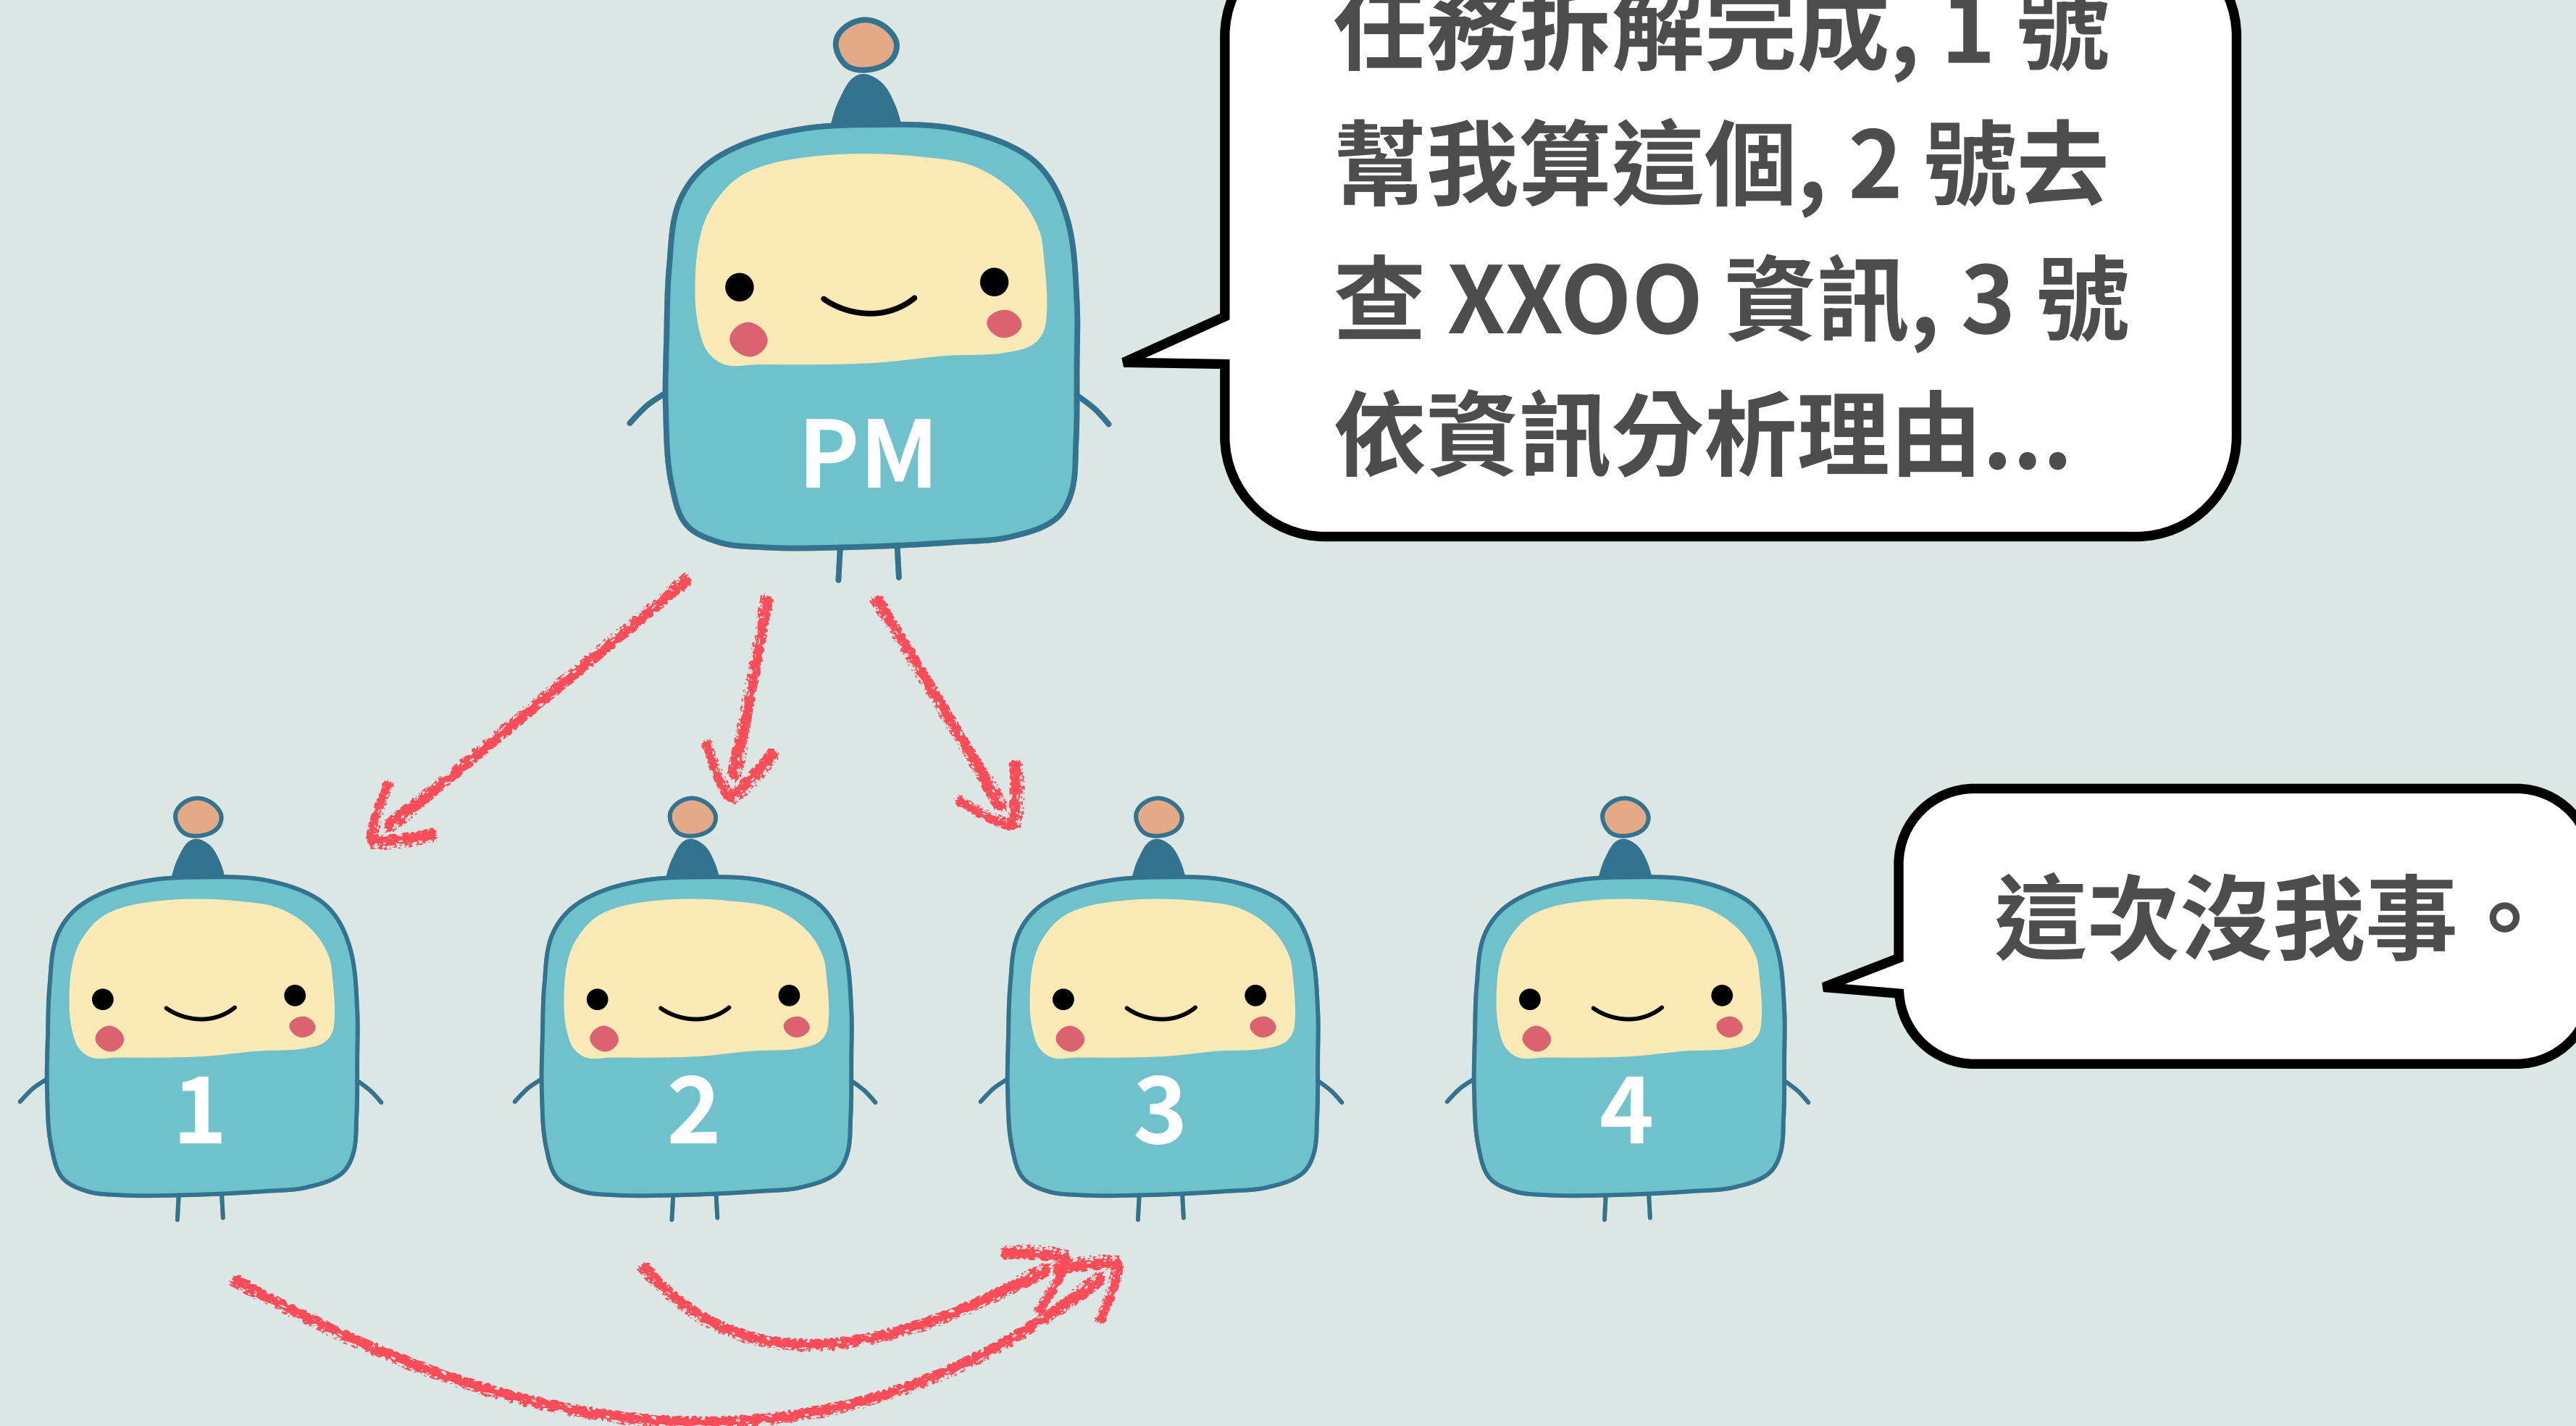 任務拆解完成, 1 號
幫我算這個, 2 號去
查 XXOO 資訊, 3 號
依資訊分析理由...
PM
這次沒我事。
1
2
3
4